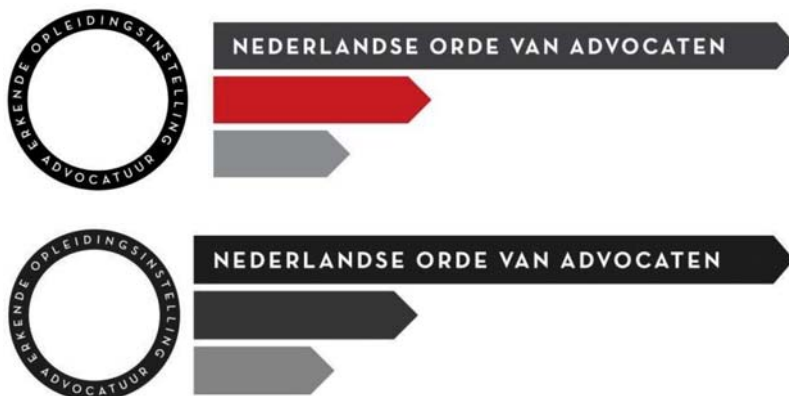 ERKENDE OPLEIDINGSINSTELLING
ADVOCATUUR
NEDERLANDSE ORDE VAN ADVOCATEN
ERKENDE OPLEIDINGSINSTELLING
ADVOCATUUR
NEDERLANDSE ORDE VAN ADVOCATEN